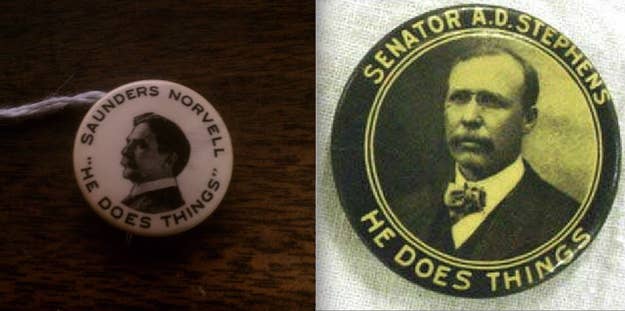 SAUNDERS NORVELL
"HE DOES THINGS"
SENATOR A.D. STEPHENS
HE DOES THINGS